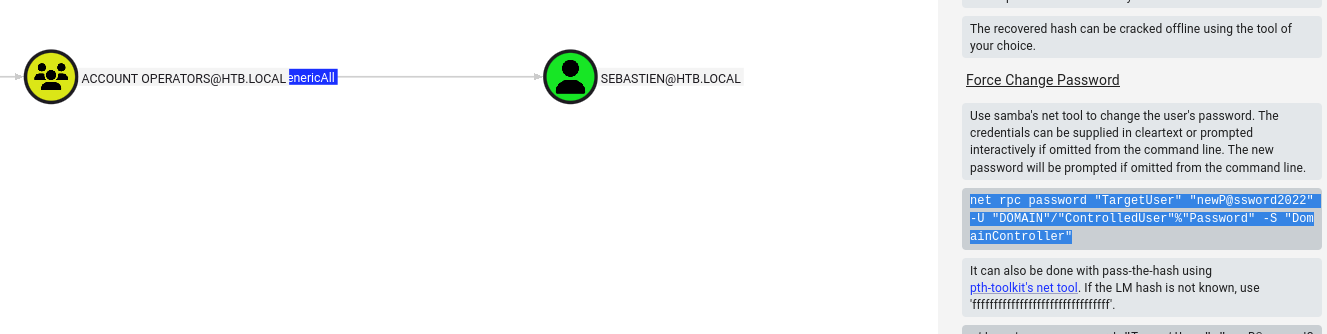 ACCOUNT OPERATORS@HTB.LOCAL
enericAll
SEBASTIEN@HTB.LOCAL
The recovered hash can be cracked offline using the tool of
your choice.
Force Change Password
Use samba's net tool to change the user's password. The
credentials can be supplied in cleartext or prompted
interactively if omitted from the command line. The new
password will be prompted if omitted from the command line.
net rpc password "TargetUser" "newP@ssword2022"
-U "DOMAIN"/"ControlledUser"%"Password" -S "Dom
ainController"
It can also be done with pass-the-hash using
pth-toolkit's net tool. If the LM hash is not known, use
'ffffffffffffffffffffffffffffffff'.